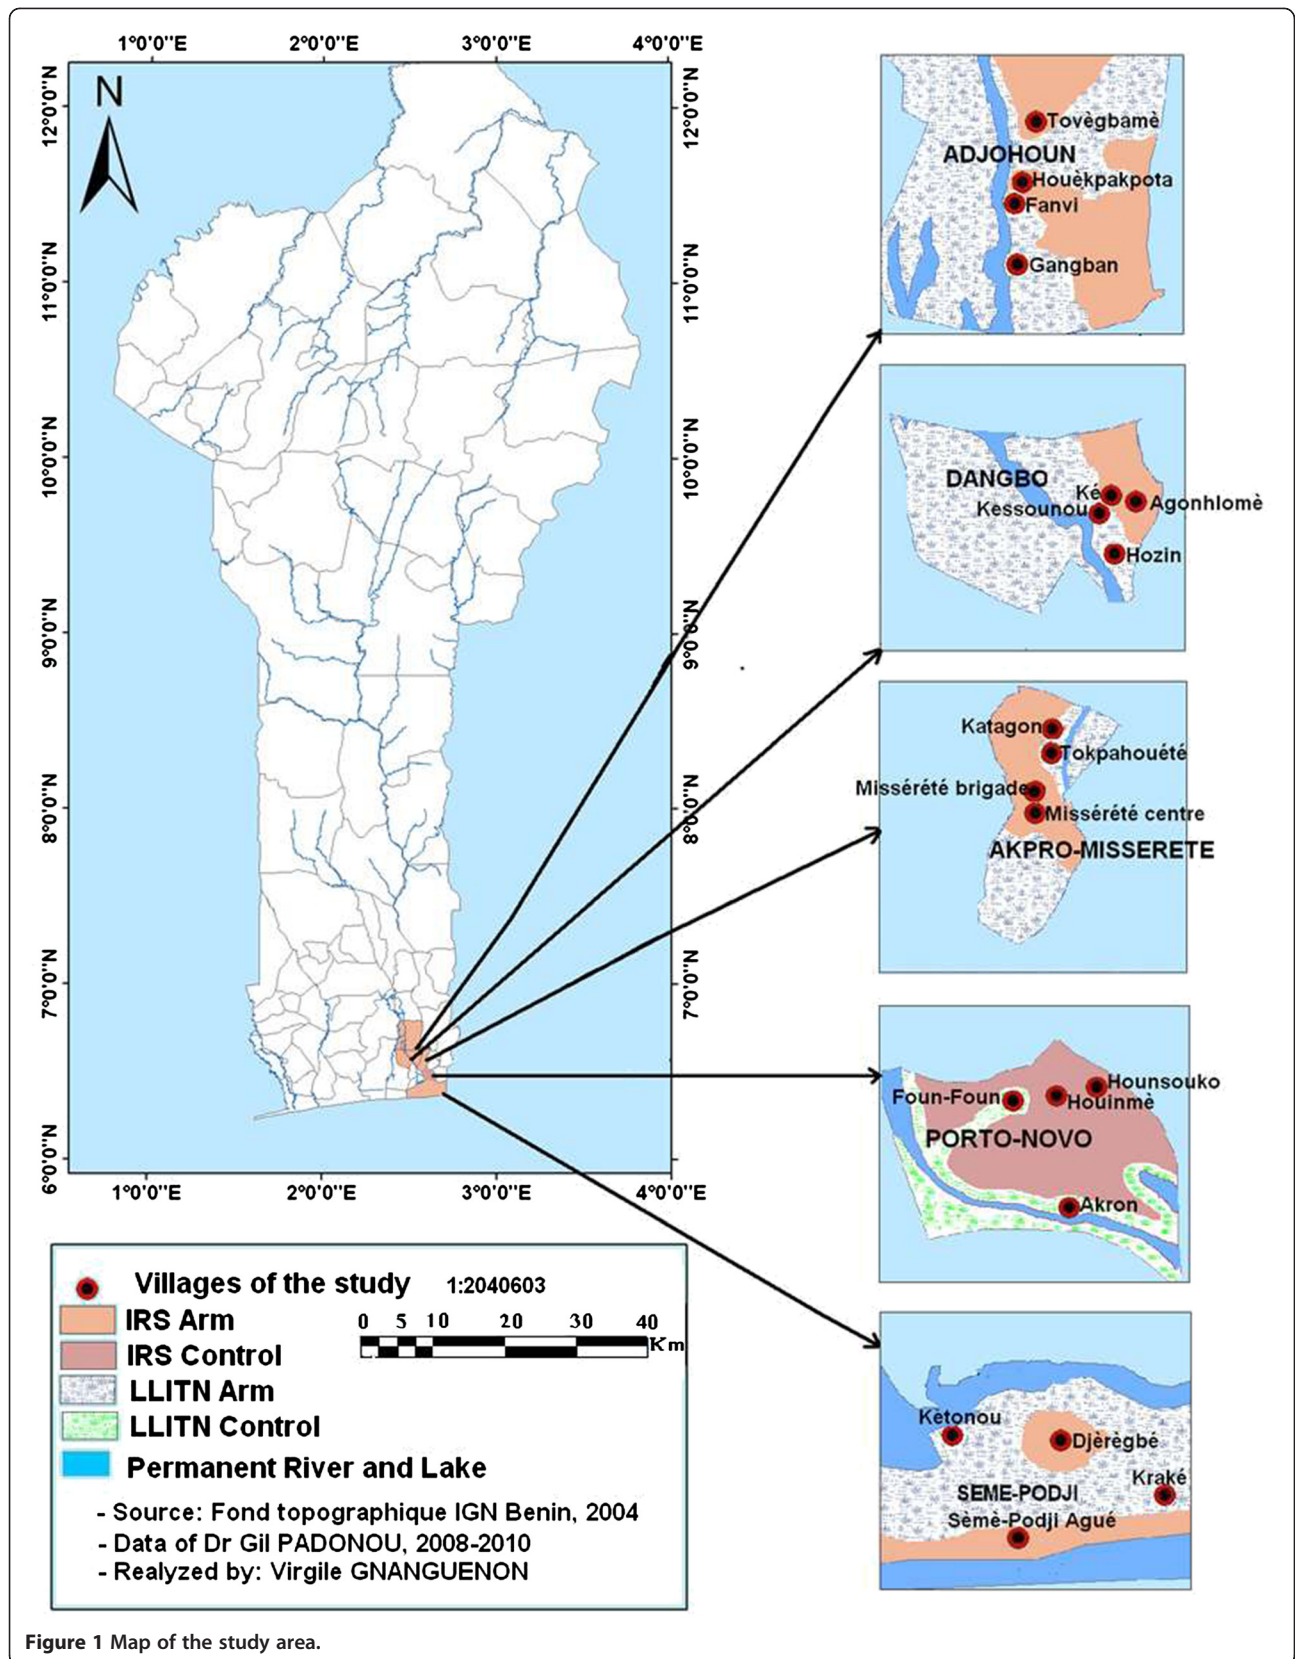 1°0'0"E 2°0'0"E 3°0'0"E 4°0'0"E
N
12°0'0"N
11°0'0"N
10°0'0"N
9°0'0"N
8°0'0"N
7°0'0"N
6°0'0"N
12°0'0"N
11°0'0"N
10°0'0"N
9°0'0"N
8°0'0"N
7°0'0"N
1°0'0"E 2°0'0"E 3°0'0"E 4°0'0"E
Tovègbamè
ADJOHOUN
Houèkpakpota
Fanvi
Gangban
DANGBO
Ké
Agonhlomè
Kessounou
Hozin
Katagon
Tokpahouété
Missérété brigade
Missérété centre
AKPRO-MISSERETE
Hounsouko
Foun-Foun
Houinmè
PORTO-NOVO
Akron
Kètonou
Djèrègbé
Kraké
SEME-PODJI
Sèmè-Podji Agué
Villages of the study 1:2040603
IRS Arm
0 5 10 20 30 40
Km
IRS Control
LLITN Arm
LLITN Control
Permanent River and Lake
- Source: Fond topographique IGN Benin, 2004
- Data of Dr Gil PADONOU, 2008-2010
- Realyzed by: Virgile GNANGUENON
Figure 1 Map of the study area.